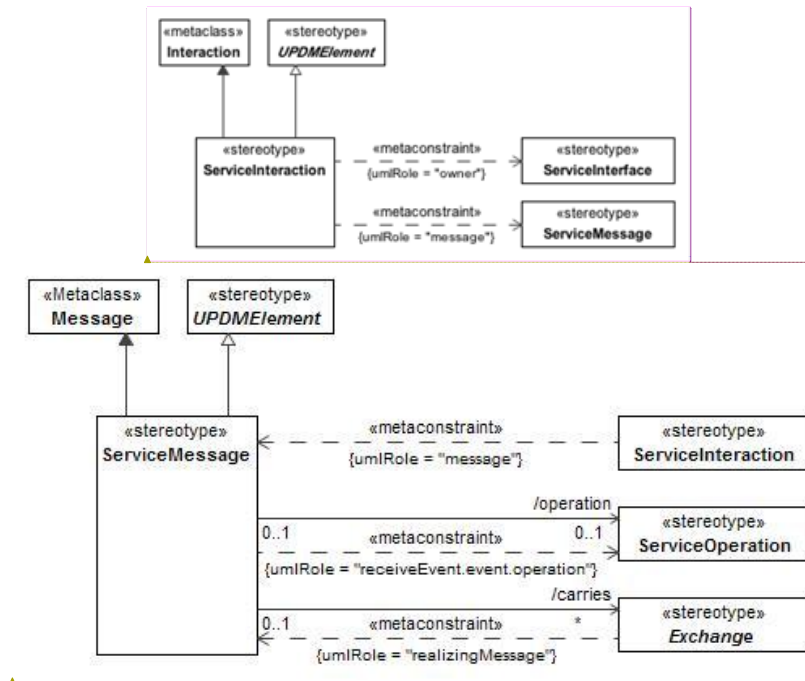 «metaclass»
Interaction
«stereotype»
UPDMElement
«stereotype»
ServiceInteraction
«metaconstraint»
{umlRole = "owner"}
«stereotype»
ServiceInterface
«metaconstraint»
{umlRole = "message"}
«stereotype»
ServiceMessage
«Metaclass»
Message
«stereotype»
UPDMElement
«stereotype»
ServiceMessage
«metaconstraint»
{umlRole = "message"}
«stereotype»
ServiceInteraction
/operation
0..1
«metaconstraint»
0..1
{umlRole = "receiveEvent.event.operation"}
«stereotype»
ServiceOperation
/carries
0..1
«metaconstraint»
*
{umlRole = "realizingMessage"}
«stereotype»
Exchange